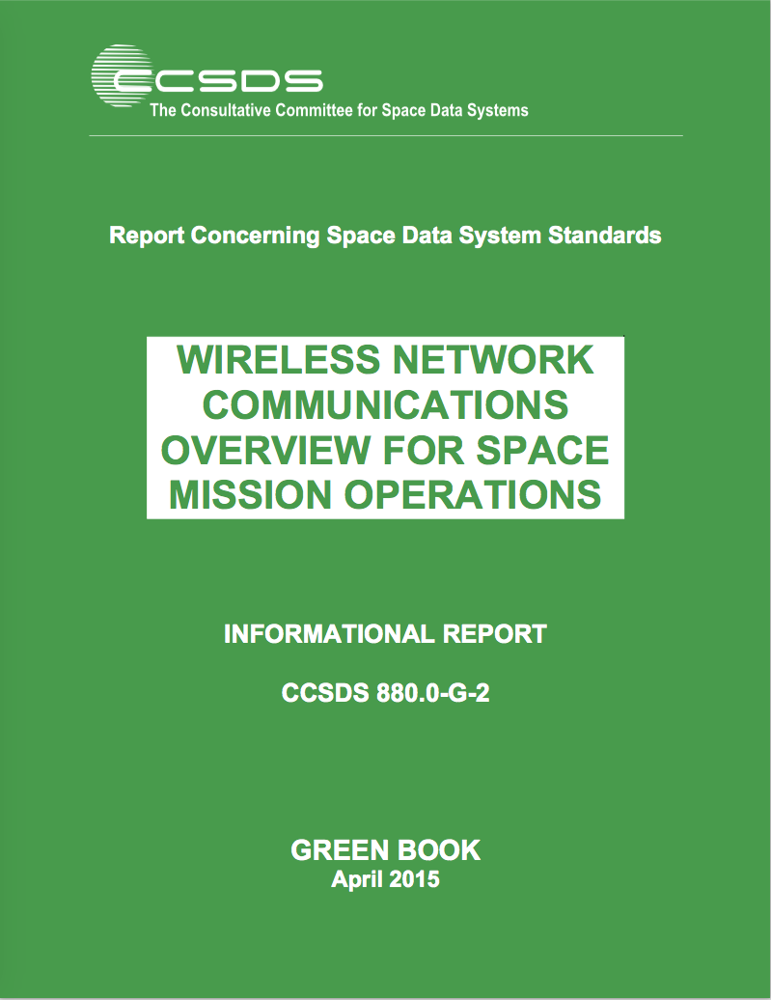 CCSDS
The Consultative Committee for Space Data Systems
Report Concerning Space Data System Standards
WIRELESS NETWORK
COMMUNICATIONS
OVERVIEW FOR SPACE
MISSION OPERATIONS
INFORMATIONAL REPORT
CCSDS 880.0-G-2
GREEN BOOK
April 2015